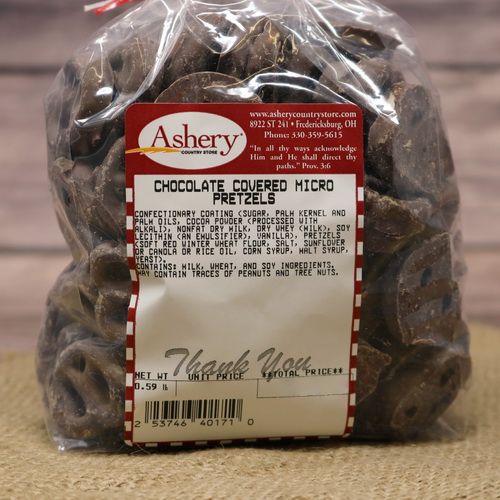 www.asherycountrystore.com
8922 ST 241 • Fredericksburg, OH
Phone: 330-359-5615
"In all thy ways acknowledge
Him and He shall direct thy
paths." Prov. 3:6
Ashery®
COUNTRY STORE
CHOCOLATE COVERED MICRO
PRETZELS
CONFECTIONARY COATING (SUGAR, PALM KERNEL AND
PALM OILS, COCOA POWDER (PROCESSED WITH
ALKALI), NONFAT DRY MILK, DRY WHEY (MILK), SOY
LECITHIN (AN EMULSIFIER), VANILLA), PRETZELS
(SOFT RED WINTER WHEAT FLOUR, SALT, SUNFLOWER
OR CANOLA OR RICE OIL, CORN SYRUP, MALT SYRUP,
YEAST).
CONTAINS: MILK, WHEAT, AND SOY INGREDIENTS.
MAY CONTAIN TRACES OF PEANUTS AND TREE NUTS.
Thank You
NET WT UNIT PRICE **TOTAL PRICE**
0.59 lb
2 53746 40171 0